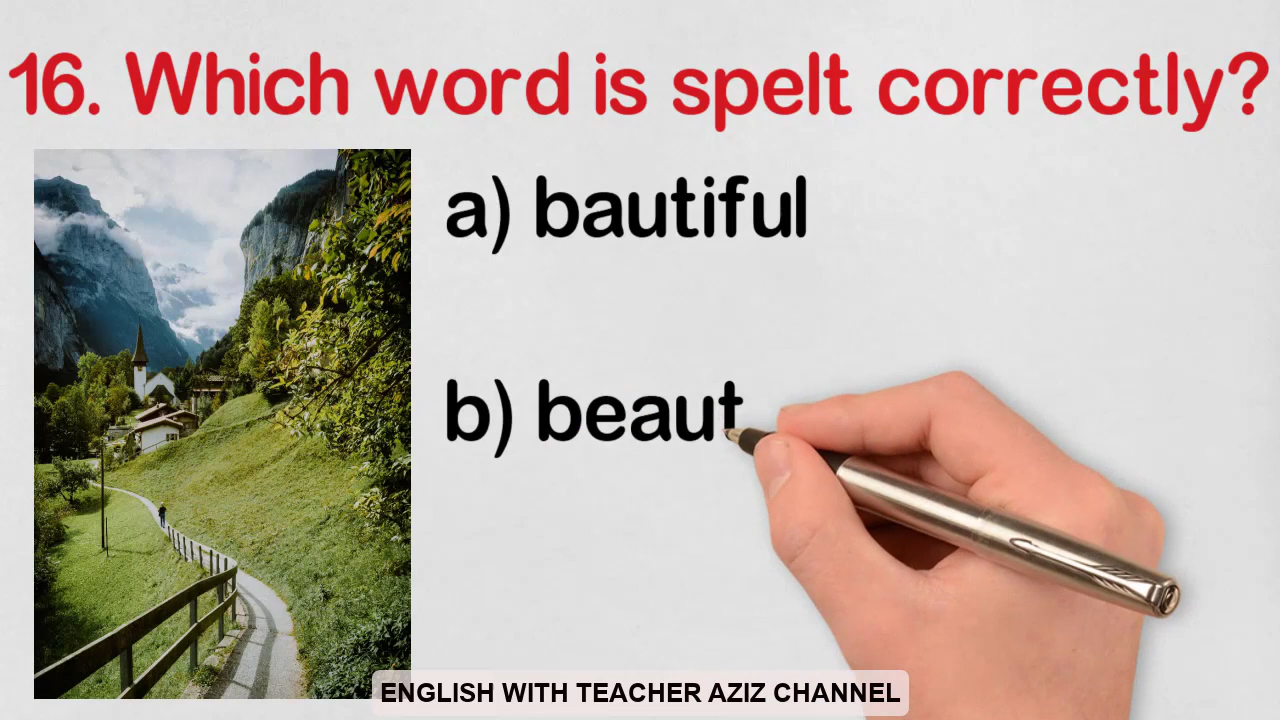 16. Which word is spelt correctly?
a) bautiful
b) beaut
ENGLISH WITH TEACHER AZIZ CHANNEL